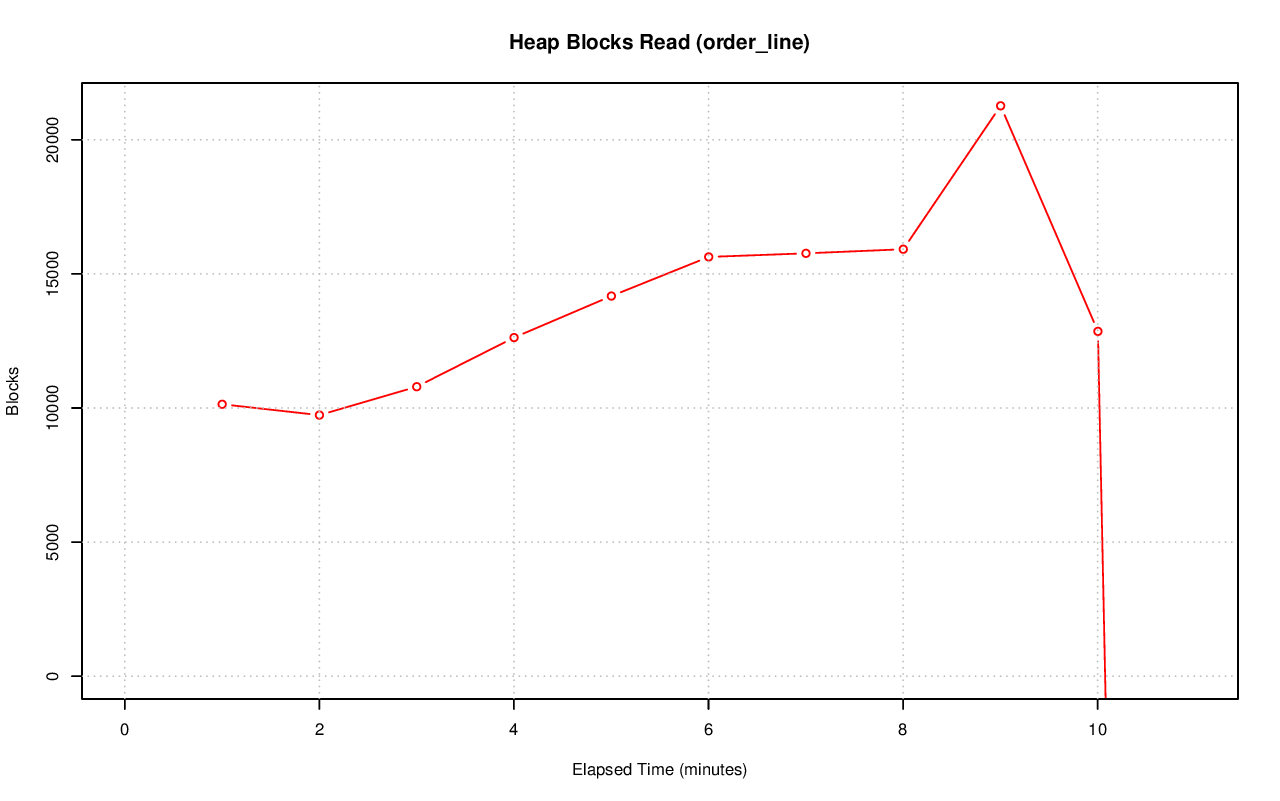 Heap Blocks Read (order_line)
Blocks
20000
15000
10000
5000
0
0 2 4 6 8 10
Elapsed Time (minutes)